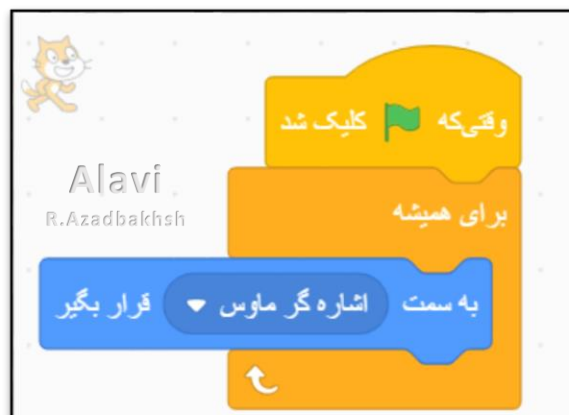 وقتی‌که کلیک شد
Alavi
R.Azadbakhsh
برای همیشه
به سمت اشاره گر ماوس قرار بگیر